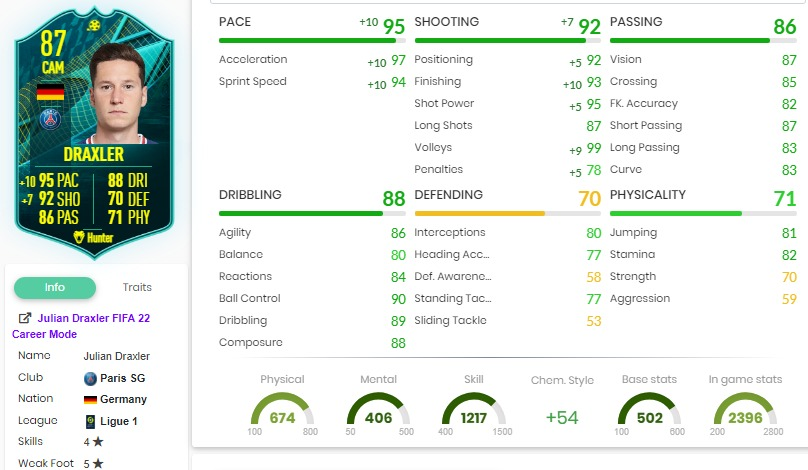 87
CAM
DRAXLER
+10 95 PAC 88 DRI
+7 92 SHO 70 DEF
86 PAS 71 PHY
Hunter
Info Traits
Julian Draxler FIFA 22
Career Mode
Name Julian Draxler
Club Paris SG
Nation Germany
League Ligue 1
Skills 4★
Weak Foot 5★
PACE +10 95
Acceleration +10 97
Sprint Speed +10 94
SHOOTING +7 92
Positioning +5 92
Finishing +10 93
Shot Power +5 95
Long Shots 87
Volleys +9 99
Penalties +5 78
PASSING 86
Vision 87
Crossing 85
FK. Accuracy 82
Short Passing 87
Long Passing 83
Curve 83
DRIBBLING 88
Agility 86
Balance 80
Reactions 84
Ball Control 90
Dribbling 89
Composure 88
DEFENDING 70
Interceptions 80
Heading Acc... 77
Def. Awarene... 58
Standing Tac... 77
Sliding Tackle 53
PHYSICALITY 71
Jumping 81
Stamina 82
Strength 70
Aggression 59
Physical Mental Skill Chem. Style Base stats In game stats
674 406 1217 +54 502 2396
100 800 50 500 400 1500 100 600 200 2800